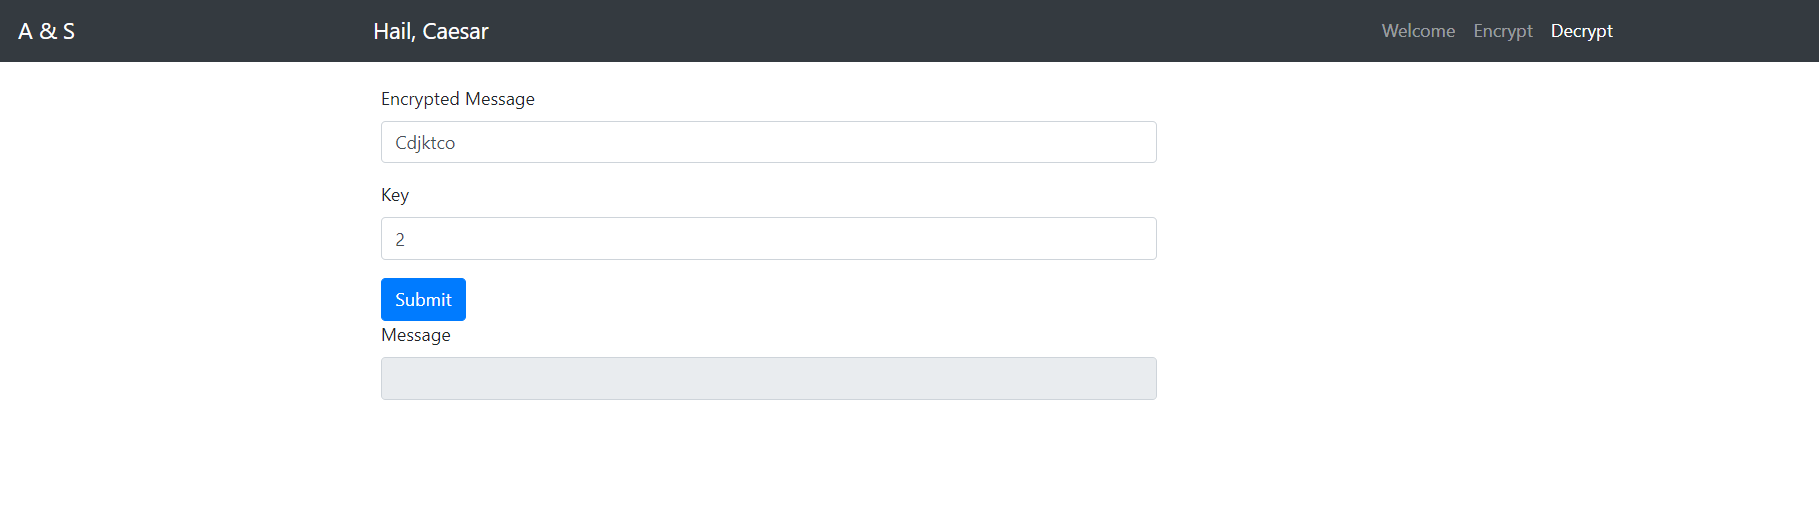 A & S Hail, Caesar Welcome Encrypt Decrypt
Encrypted Message
Cdjktco
Key
2
Submit
Message